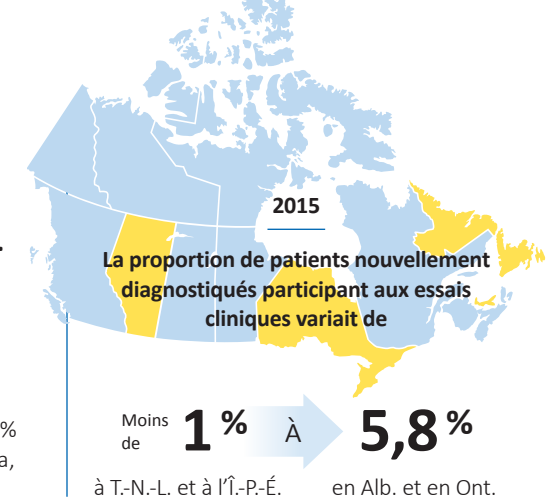 2015
La proportion de patients nouvellement
diagnostiqués participant aux essais
cliniques variait de
Moins
de
1 % À 5,8 %
à T.-N.-L. et à l’Î.-P.-É. en Alb. et en Ont.
.
%
a,